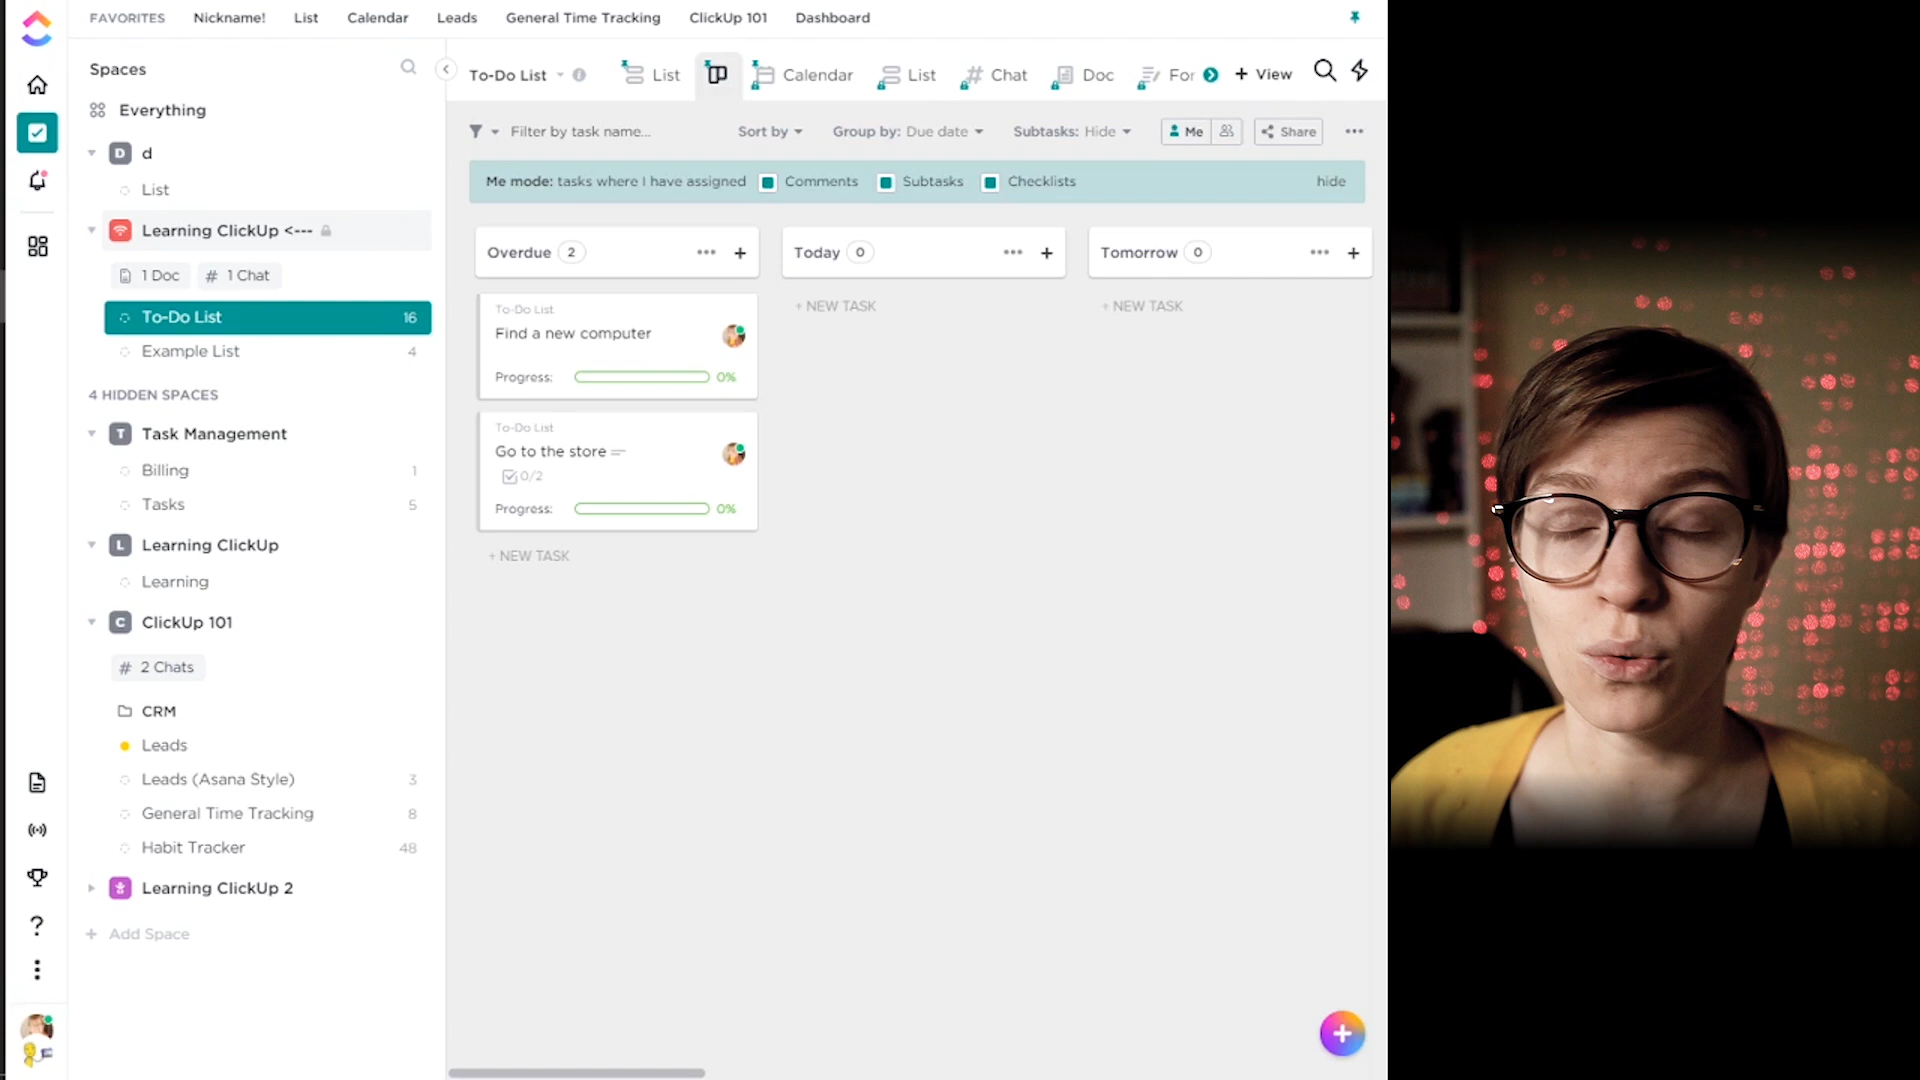 FAVORITES Nickname! List Calendar Leads General Time Tracking ClickUp 101 Dashboard
Spaces
Everything
D d
List
Learning ClickUp <---
1 Doc # 1 Chat
To-Do List 16
Example List 4
4 HIDDEN SPACES
T Task Management
Billing 1
Tasks 5
L Learning ClickUp
Learning
C ClickUp 101
# 2 Chats
CRM
Leads
Leads (Asana Style) 3
General Time Tracking 8
Habit Tracker 48
Learning ClickUp 2
+ Add Space
To-Do List List Calendar List Chat Doc For + View
Filter by task name... Sort by Group by: Due date Subtasks: Hide Me Share
Me mode: tasks where I have assigned Comments Subtasks Checklists hide
Overdue 2
To-Do List
Find a new computer
Progress: 0%
To-Do List
Go to the store
0/2
Progress: 0%
+ NEW TASK
Today 0
+ NEW TASK
Tomorrow 0
+ NEW TASK